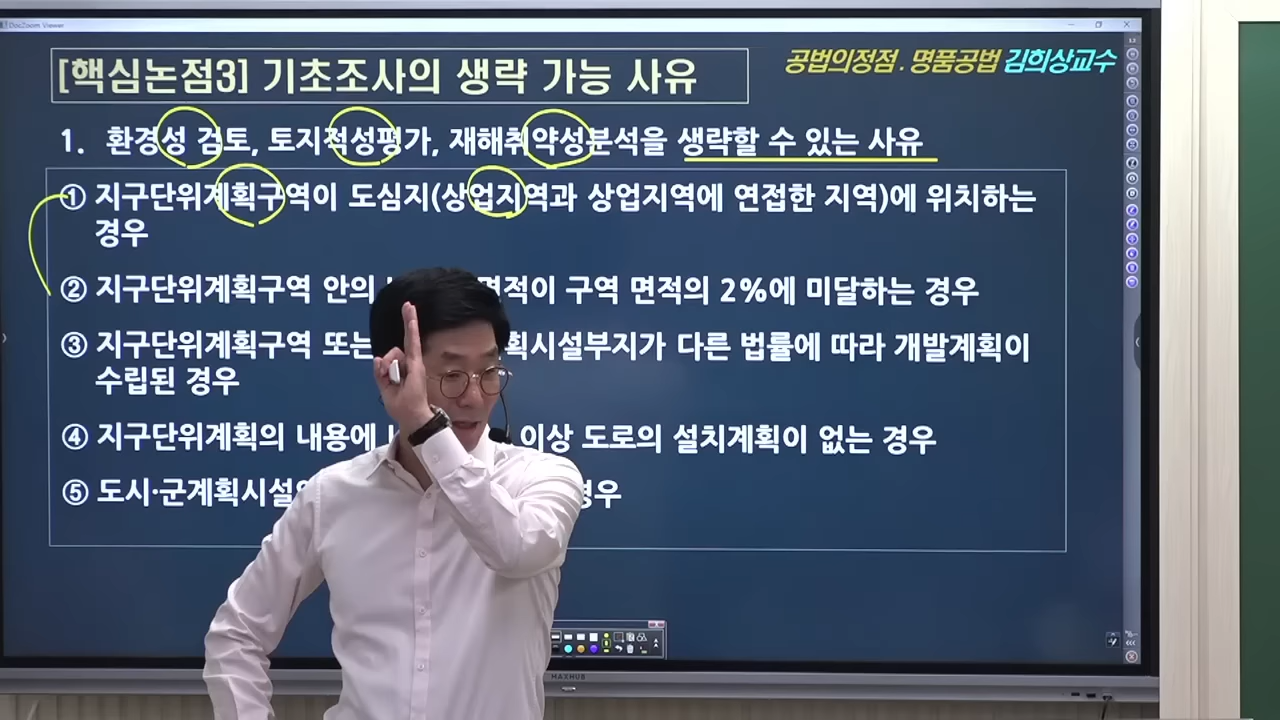 DocZoom Viewer
공법의정점 . 명품공법 김희상교수
[핵심논점3] 기초조사의 생략 가능 사유
1. 환경성 검토, 토지적성평가, 재해취약성분석을 생략할 수 있는 사유
① 지구단위계획구역이 도심지(상업지역과 상업지역에 연접한 지역)에 위치하는
경우
② 지구단위계획구역 안의 면적이 구역 면적의 2%에 미달하는 경우
③ 지구단위계획구역 또는 획시설부지가 다른 법률에 따라 개발계획이
수립된 경우
④ 지구단위계획의 내용에 이상 도로의 설치계획이 없는 경우
⑤ 도시·군계획시설 경우
MAXHUB